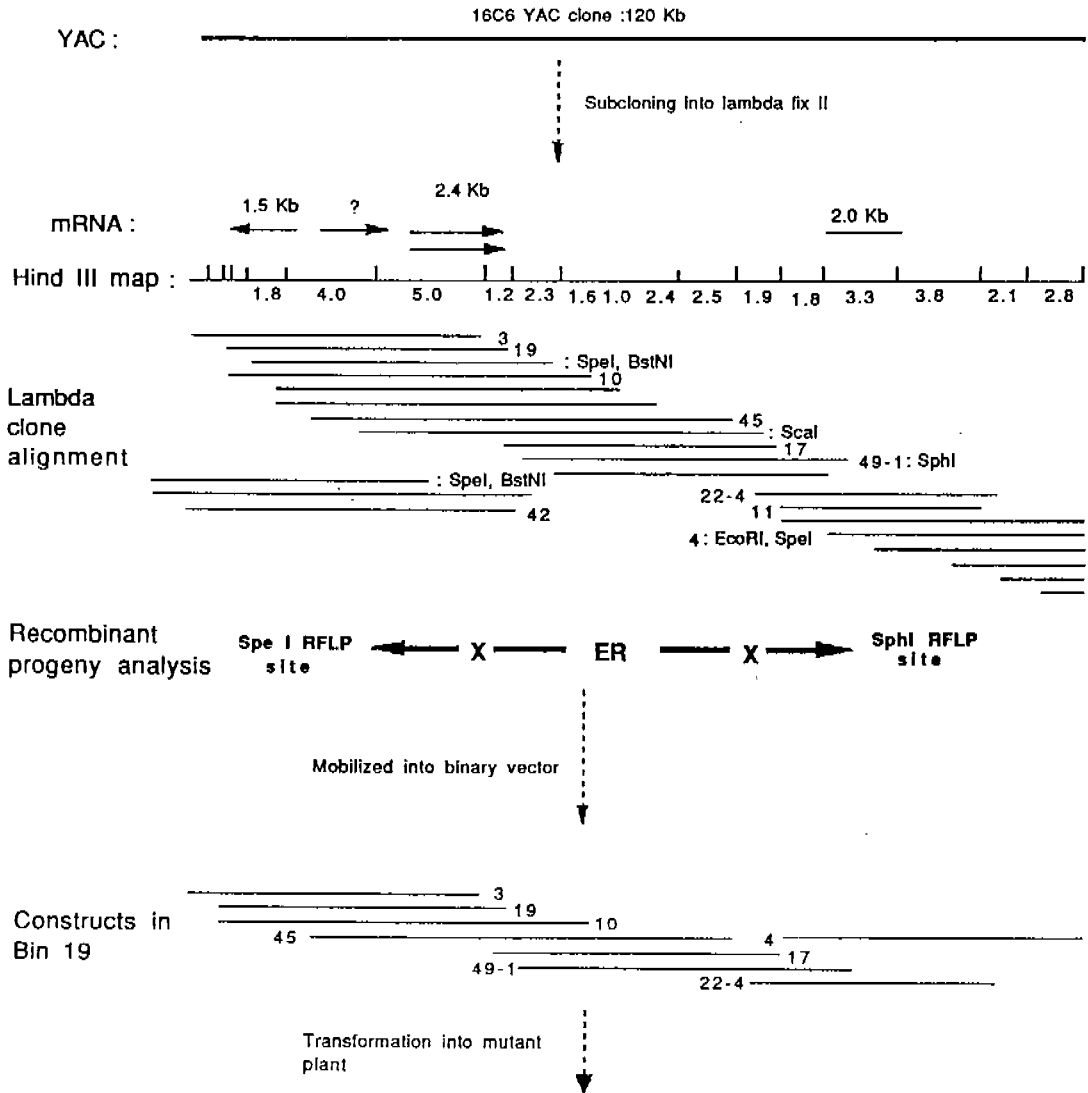 16C6 YAC clone :120 Kb
YAC :
Subcloning into lambda fix II
mRNA :
1.5 Kb
?
2.4 Kb
2.0 Kb
Hind III map :
1.8 4.0 5.0 1.2 2.3 1.6 1.0 2.4 2.5 1.9 1.8 3.3 3.8 2.1 2.8
Lambda
clone
alignment
3
19
: SpeI, BstNI
10
45
: ScaI
17
49-1 : SphI
: SpeI, BstNI
22-4
42
11
4 : EcoRI, SpeI
Recombinant
progeny analysis
Spe I RFLP
site
X
ER
X
SphI RFLP
site
Mobilized into binary vector
Constructs in
Bin 19
3
19
10
45
4
17
49-1
22-4
Transformation into mutant
plant